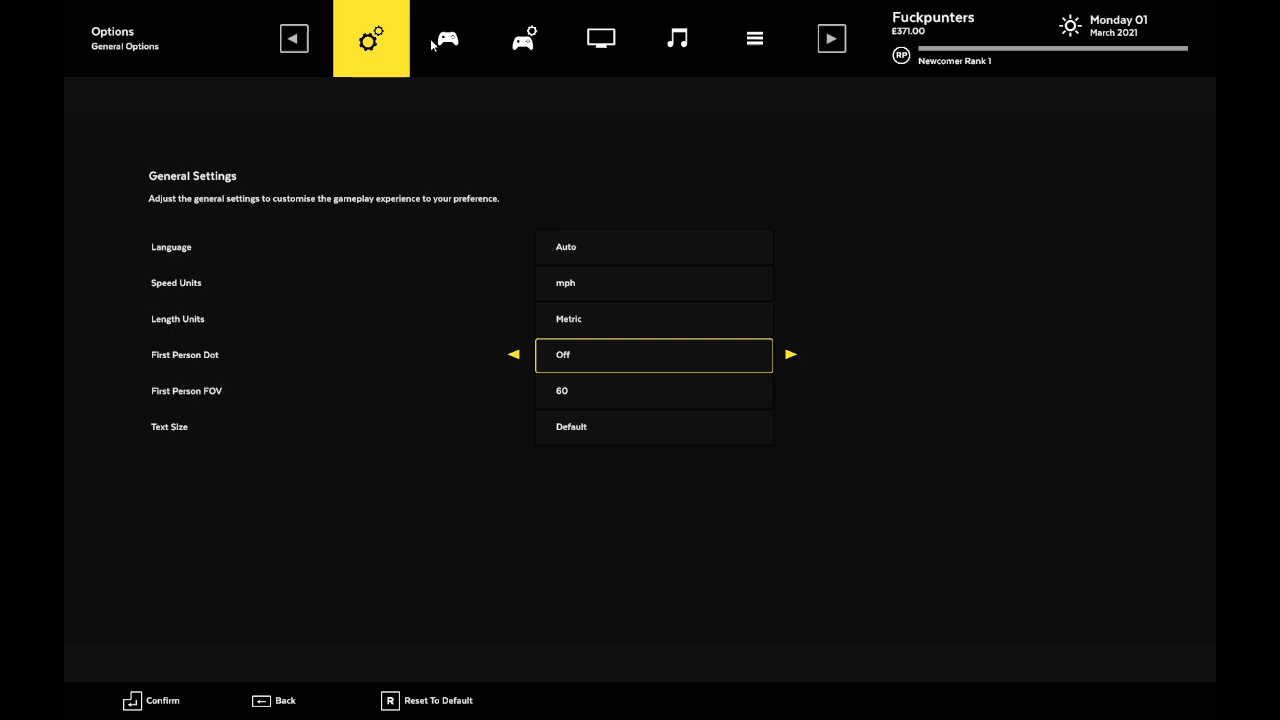 Options
General Options
Fuckpunters
£371.00
Monday 01
March 2021
RP
Newcomer Rank 1
General Settings
Adjust the general settings to customise the gameplay experience to your preference.
Language Auto
Speed Units mph
Length Units Metric
First Person Dot Off
First Person FOV 60
Text Size Default
Confirm
Back
R Reset To Default